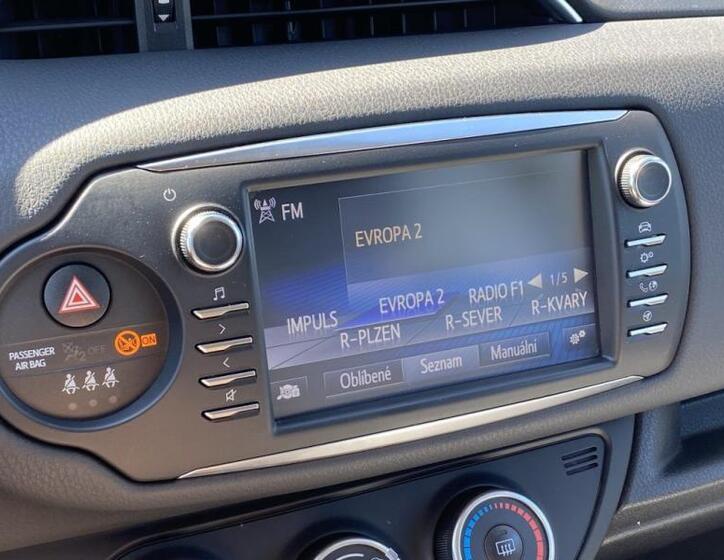 FM
EVROPA 2
IMPULS EVROPA 2 RADIO F1 1/5
R-PLZEN R-SEVER R-KVARY
Oblíbené Seznam Manuální
PASSENGER
AIR BAG
2 OFF
ON